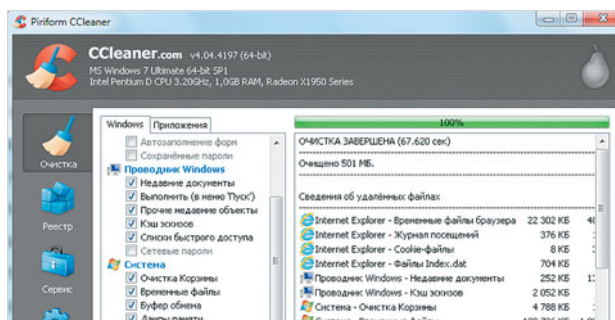 Piriform CCleaner
CCleaner.com v4.04.4197 (64-bit)
MS Windows 7 Ultimate 64-bit SP1
Intel Pentium D CPU 3.20GHz, 1,0GB RAM, Radeon X1950 Series
Очистка
Реестр
Сервис
Windows Приложения
Автозаполнение форм
Сохранённые пароли
Проводник Windows
Недавние документы
Выполнить (в меню 'Пуск')
Прочие недавние объекты
Кэш эскизов
Списки быстрого доступа
Сетевые пароли
Система
Очистка Корзины
Временные файлы
Буфер обмена
Дампы памяти
100%
ОЧИСТКА ЗАВЕРШЕНА (67.620 сек)
Очищено 501 МБ.
Сведения об удалённых файлах
Internet Explorer - Временные файлы браузера 22 302 КБ
Internet Explorer - Журнал посещений 376 КБ
Internet Explorer - Cookie-файлы 8 КБ
Internet Explorer - Файлы Index.dat 704 КБ
Проводник Windows - Недавние документы 252 КБ
Проводник Windows - Кэш эскизов 2 052 КБ
Система - Очистка Корзины 4 788 КБ